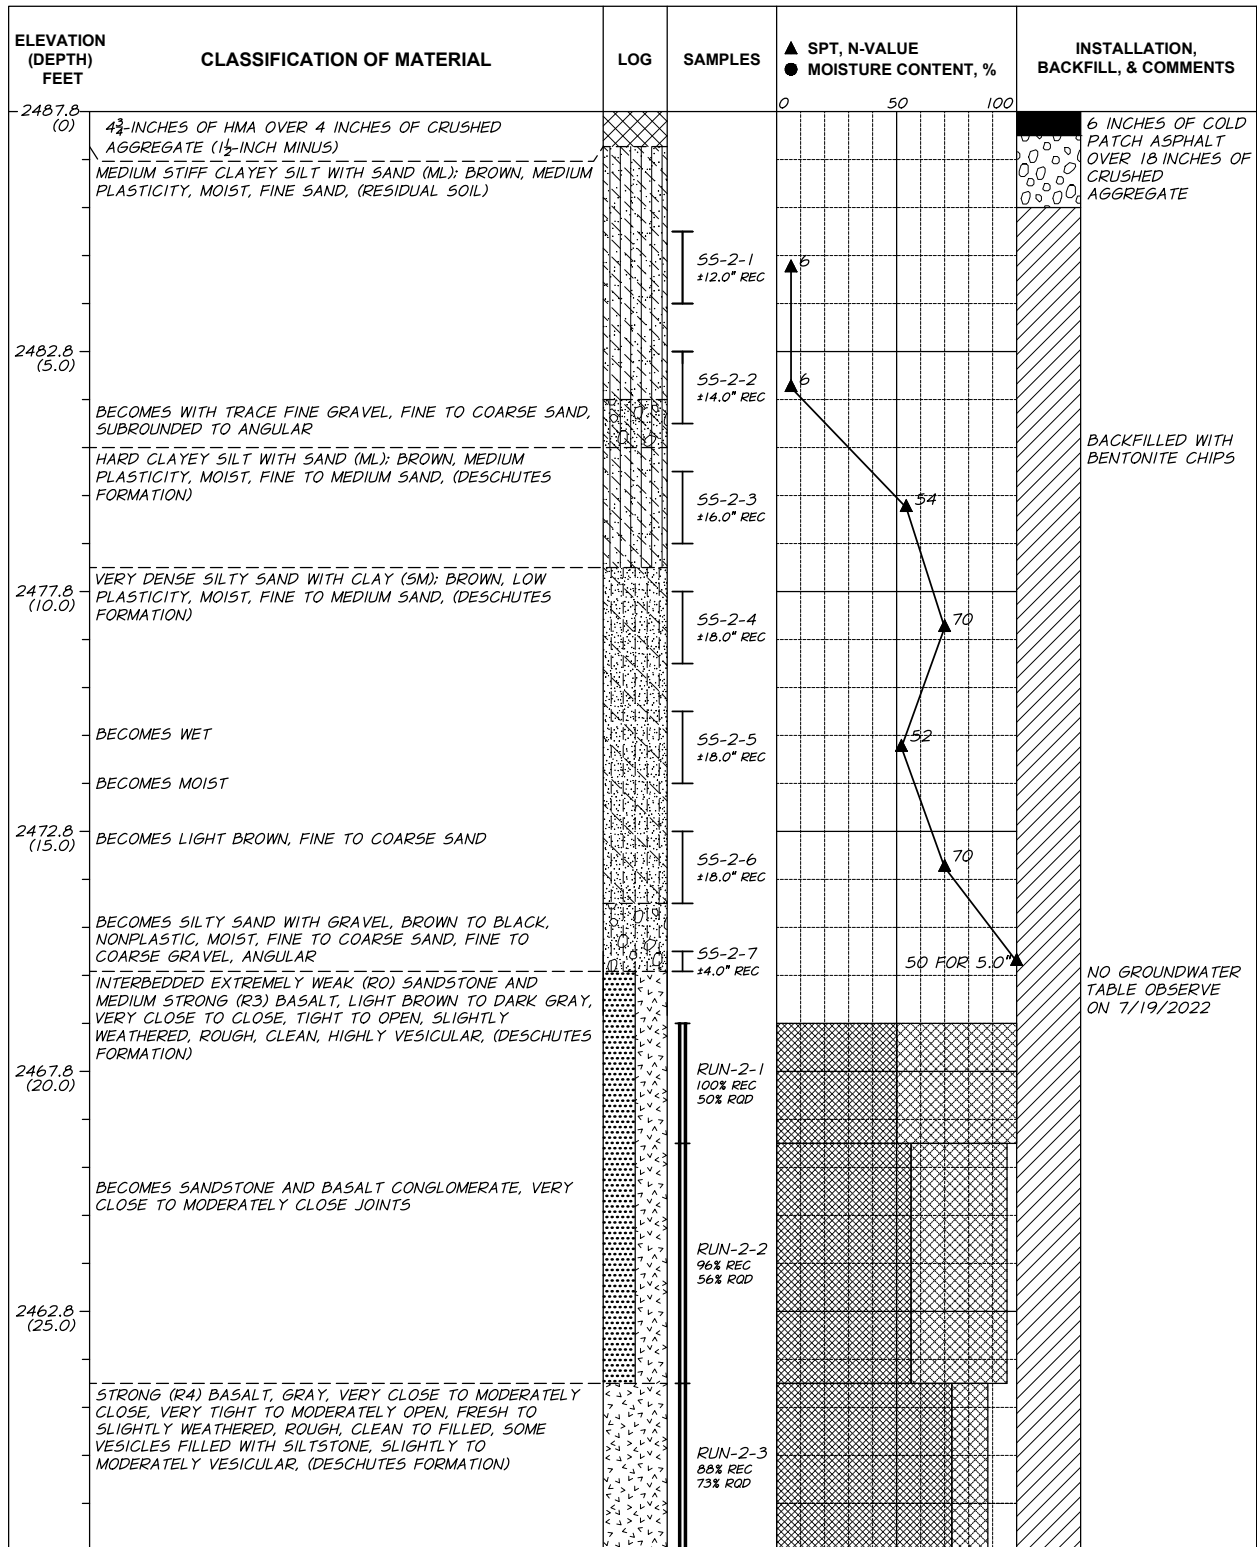 ELEVATION
(DEPTH)
FEET
CLASSIFICATION OF MATERIAL
LOG
SAMPLES
▲ SPT, N-VALUE
● MOISTURE CONTENT, %
INSTALLATION,
BACKFILL, & COMMENTS
0 50 100
2487.8
(0)
4¾-INCHES OF HMA OVER 4 INCHES OF CRUSHED
AGGREGATE (1½-INCH MINUS)
6 INCHES OF COLD
PATCH ASPHALT
OVER 18 INCHES OF
CRUSHED
AGGREGATE
MEDIUM STIFF CLAYEY SILT WITH SAND (ML); BROWN, MEDIUM
PLASTICITY, MOIST, FINE SAND, (RESIDUAL SOIL)
SS-2-1
±12.0" REC
6
2482.8
(5.0)
SS-2-2
±14.0" REC
6
BECOMES WITH TRACE FINE GRAVEL, FINE TO COARSE SAND,
SUBROUNDED TO ANGULAR
BACKFILLED WITH
BENTONITE CHIPS
HARD CLAYEY SILT WITH SAND (ML); BROWN, MEDIUM
PLASTICITY, MOIST, FINE TO MEDIUM SAND, (DESCHUTES
FORMATION)
SS-2-3
±16.0" REC
54
VERY DENSE SILTY SAND WITH CLAY (SM); BROWN, LOW
PLASTICITY, MOIST, FINE TO MEDIUM SAND, (DESCHUTES
FORMATION)
2477.8
(10.0)
SS-2-4
±18.0" REC
70
BECOMES WET
SS-2-5
±18.0" REC
52
BECOMES MOIST
2472.8
(15.0)
BECOMES LIGHT BROWN, FINE TO COARSE SAND
SS-2-6
±18.0" REC
70
BECOMES SILTY SAND WITH GRAVEL, BROWN TO BLACK,
NONPLASTIC, MOIST, FINE TO COARSE SAND, FINE TO
COARSE GRAVEL, ANGULAR
SS-2-7
±4.0" REC
50 FOR 5.0"
NO GROUNDWATER
TABLE OBSERVE
ON 7/19/2022
INTERBEDDED EXTREMELY WEAK (R0) SANDSTONE AND
MEDIUM STRONG (R3) BASALT, LIGHT BROWN TO DARK GRAY,
VERY CLOSE TO CLOSE, TIGHT TO OPEN, SLIGHTLY
WEATHERED, ROUGH, CLEAN, HIGHLY VESICULAR, (DESCHUTES
FORMATION)
2467.8
(20.0)
RUN-2-1
100% REC
50% RQD
BECOMES SANDSTONE AND BASALT CONGLOMERATE, VERY
CLOSE TO MODERATELY CLOSE JOINTS
RUN-2-2
96% REC
56% RQD
2462.8
(25.0)
STRONG (R4) BASALT, GRAY, VERY CLOSE TO MODERATELY
CLOSE, VERY TIGHT TO MODERATELY OPEN, FRESH TO
SLIGHTLY WEATHERED, ROUGH, CLEAN TO FILLED, SOME
VESICLES FILLED WITH SILTSTONE, SLIGHTLY TO
MODERATELY VESICULAR, (DESCHUTES FORMATION)
RUN-2-3
88% REC
73% RQD